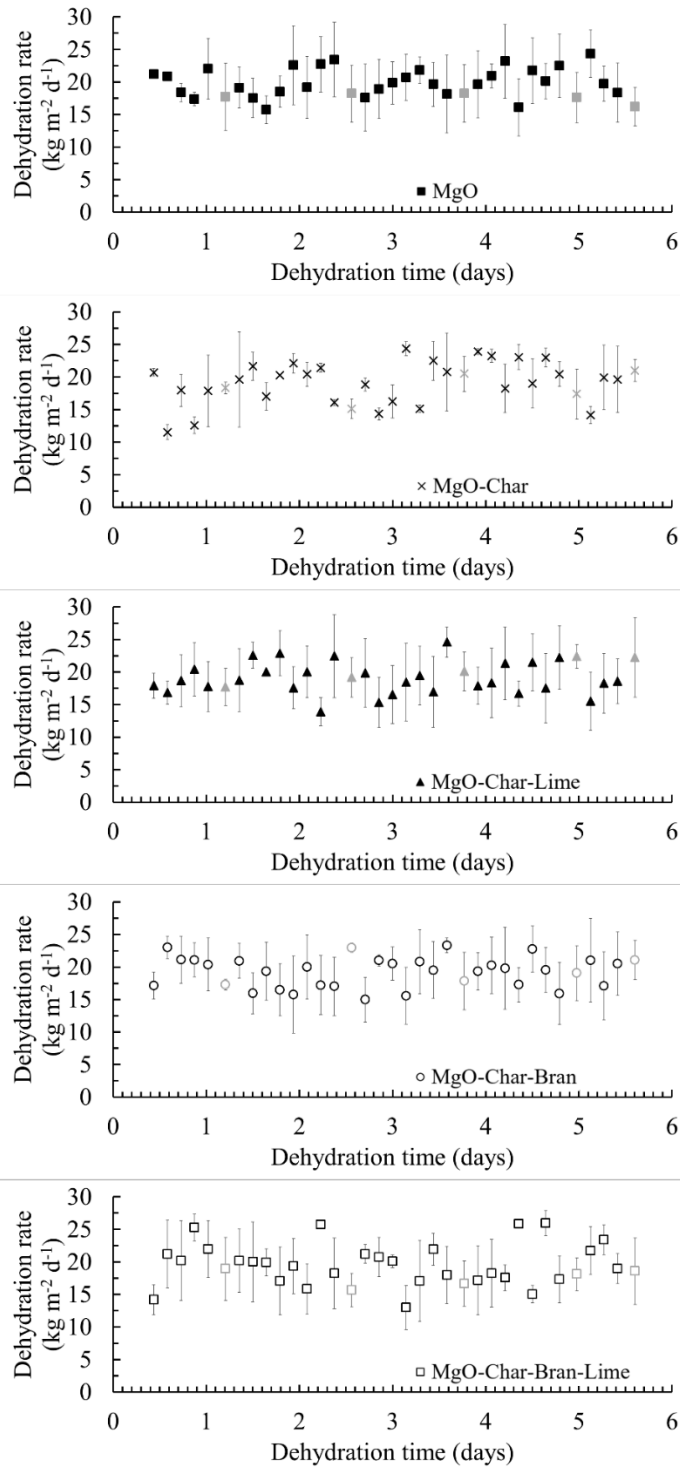 Dehydration rate
(kg m⁻² d⁻¹)
30
25
20
15
10
5
0
MgO
0 1 2 3 4 5 6
Dehydration time (days)
Dehydration rate
(kg m⁻² d⁻¹)
30
25
20
15
10
5
0
MgO-Char
0 1 2 3 4 5 6
Dehydration time (days)
Dehydration rate
(kg m⁻² d⁻¹)
30
25
20
15
10
5
0
MgO-Char-Lime
0 1 2 3 4 5 6
Dehydration time (days)
Dehydration rate
(kg m⁻² d⁻¹)
30
25
20
15
10
5
0
MgO-Char-Bran
0 1 2 3 4 5 6
Dehydration time (days)
Dehydration rate
(kg m⁻² d⁻¹)
30
25
20
15
10
5
0
MgO-Char-Bran-Lime
0 1 2 3 4 5 6
Dehydration time (days)